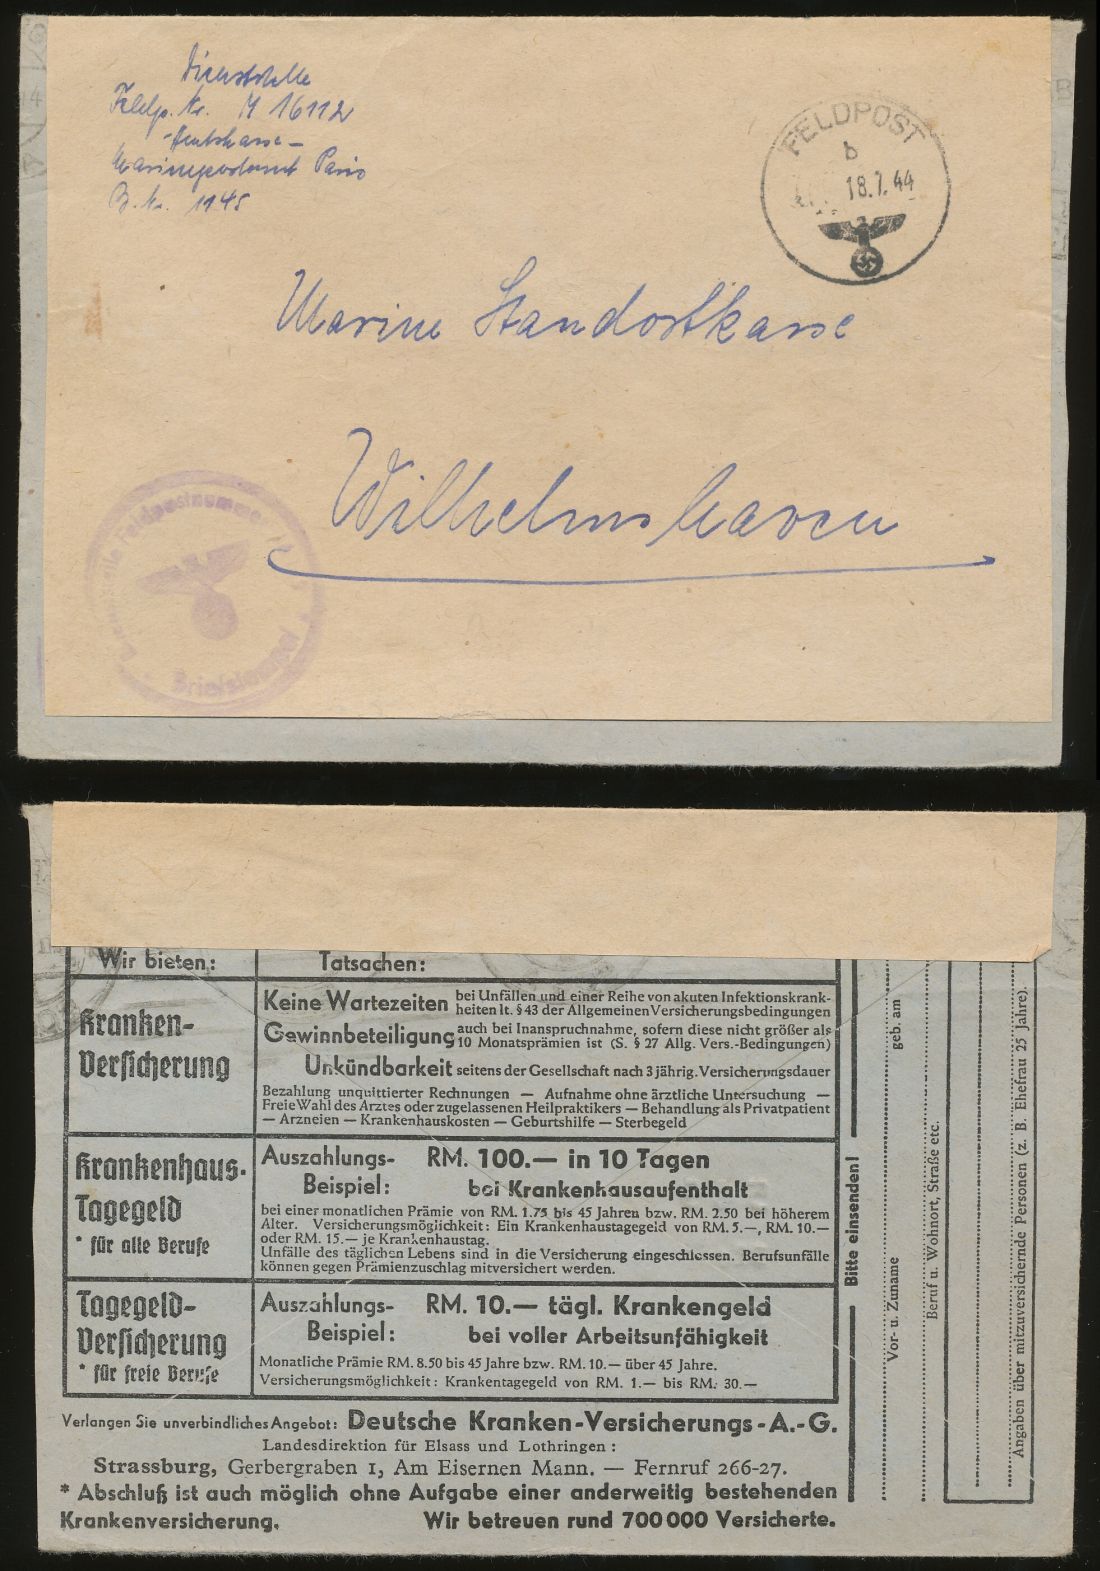 Dienststelle
Feldp. Nr. M 16112
- Amtskasse -
Marinepostamt Paris
B. Nr. 1145
FELDPOST
b
18.7.44
Marine Standortkasse
Wilhelmshaven
Dienststelle Feldpostnummer
Briefstempel
Wir bieten:
Tatsachen:
Kranken-
Versicherung
Keine Wartezeiten bei Unfällen und einer Reihe von akuten Infektionskrank-
heiten lt. § 43 der Allgemeinen Versicherungsbedingungen
Gewinnbeteiligung auch bei Inanspruchnahme, sofern diese nicht größer als
10 Monatsprämien ist (S. § 27 Allg. Vers.-Bedingungen)
Unkündbarkeit seitens der Gesellschaft nach 3 jährig. Versicherungsdauer
Bezahlung unquittierter Rechnungen — Aufnahme ohne ärztliche Untersuchung —
Freie Wahl des Arztes oder zugelassenen Heilpraktikers — Behandlung als Privatpatient
— Arzneien — Krankenhauskosten — Geburtshilfe — Sterbegeld
Krankenhaus-
Tagegeld
* für alle Berufe
Auszahlungs- RM. 100.— in 10 Tagen
Beispiel: bei Krankenhausaufenthalt
bei einer monatlichen Prämie von RM. 1.75 bis 45 Jahren bzw. RM. 2.50 bei höherem
Alter. Versicherungsmöglichkeit: Ein Krankenhaustagegeld von RM. 5.—, RM. 10.—
oder RM. 15.— je Krankenhaustag.
Unfälle des täglichen Lebens sind in die Versicherung eingeschlossen. Berufsunfälle
können gegen Prämienzuschlag mitversichert werden.
Tagegeld-
Versicherung
* für freie Berufe
Auszahlungs- RM. 10.— tägl. Krankengeld
Beispiel: bei voller Arbeitsunfähigkeit
Monatliche Prämie RM. 8.50 bis 45 Jahre bzw. RM. 10.— über 45 Jahre.
Versicherungsmöglichkeit: Krankentagegeld von RM. 1.— bis RM. 30.—
Verlangen Sie unverbindliches Angebot: Deutsche Kranken-Versicherungs-A.-G.
Landesdirektion für Elsass und Lothringen:
Strassburg, Gerbergraben 1, Am Eisernen Mann. — Fernruf 266-27.
* Abschluß ist auch möglich ohne Aufgabe einer anderweitig bestehenden
Krankenversicherung. Wir betreuen rund 700 000 Versicherte.
Bitte einsenden!
Vor- u. Zuname
geb. am
Beruf u. Wohnort, Straße etc.
Angaben über mitzuversichernde Personen (z. B. Ehefrau 25 Jahre).